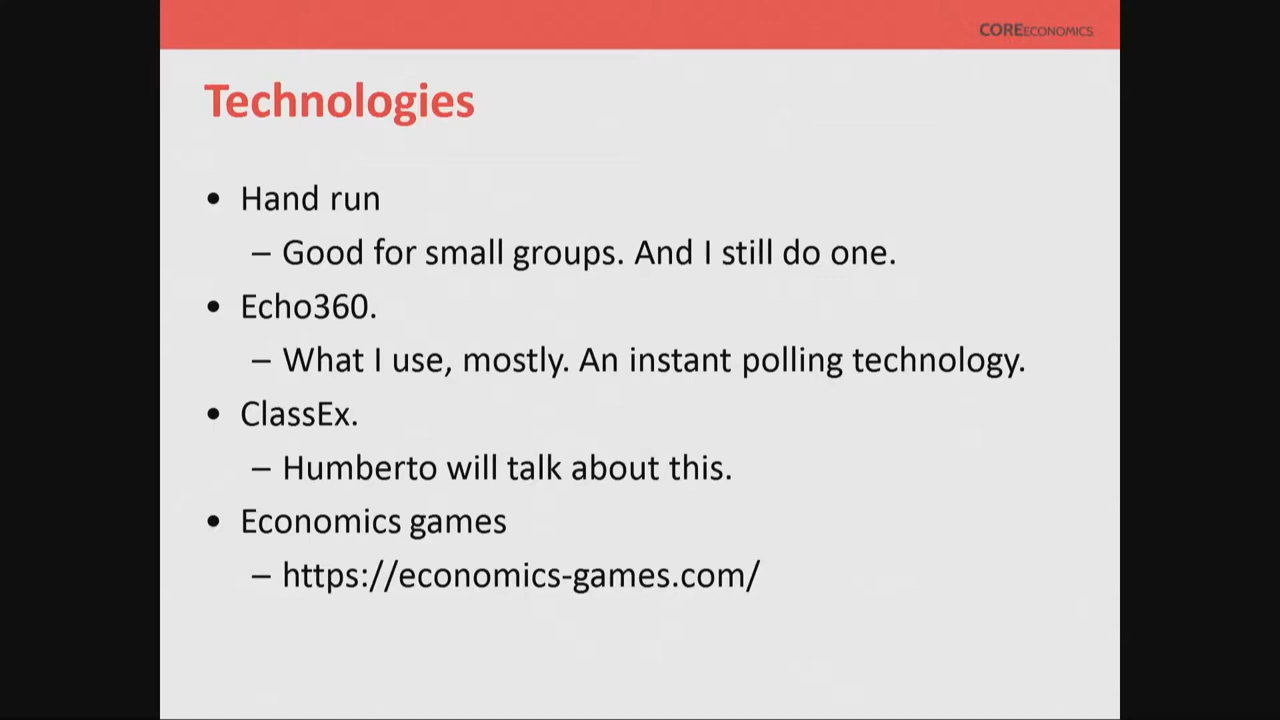 COREECONOMICS
Technologies
• Hand run
– Good for small groups. And I still do one.
• Echo360.
– What I use, mostly. An instant polling technology.
• ClassEx.
– Humberto will talk about this.
• Economics games
– https://economics-games.com/